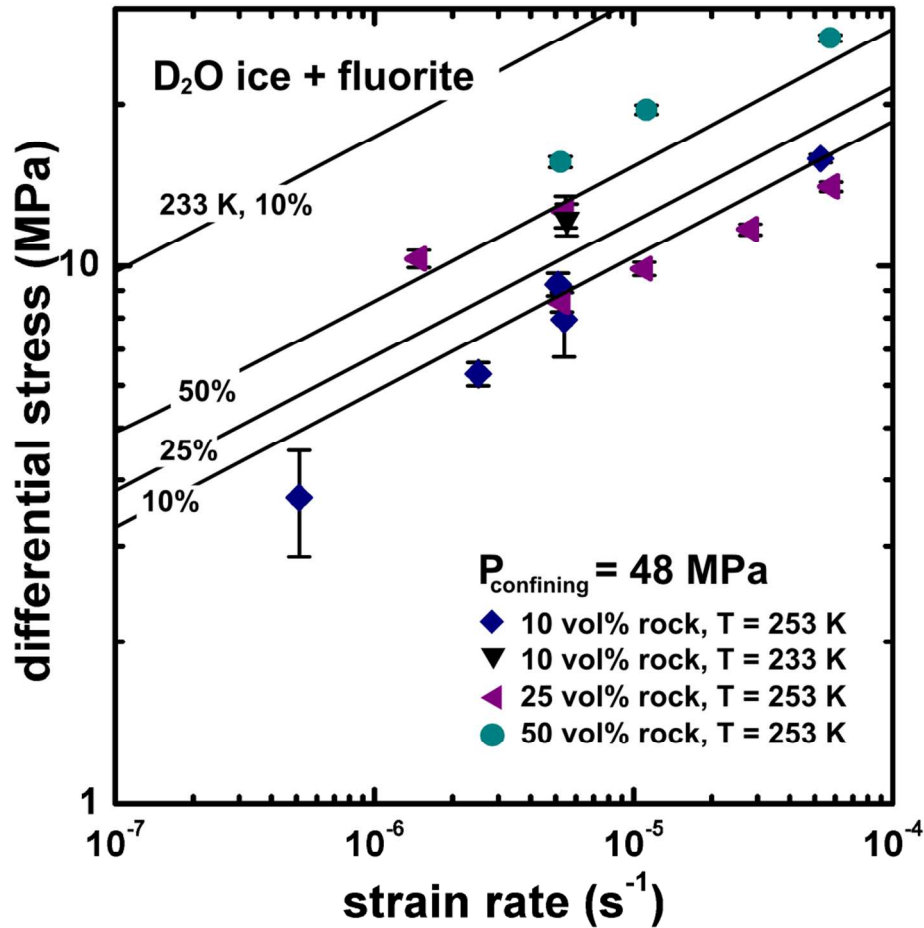 D₂O ice + fluorite
233 K, 10%
50%
25%
10%
P_confining = 48 MPa
10 vol% rock, T = 253 K
10 vol% rock, T = 233 K
25 vol% rock, T = 253 K
50 vol% rock, T = 253 K
differential stress (MPa)
10
1
10⁻⁷
10⁻⁶
10⁻⁵
10⁻⁴
strain rate (s⁻¹)